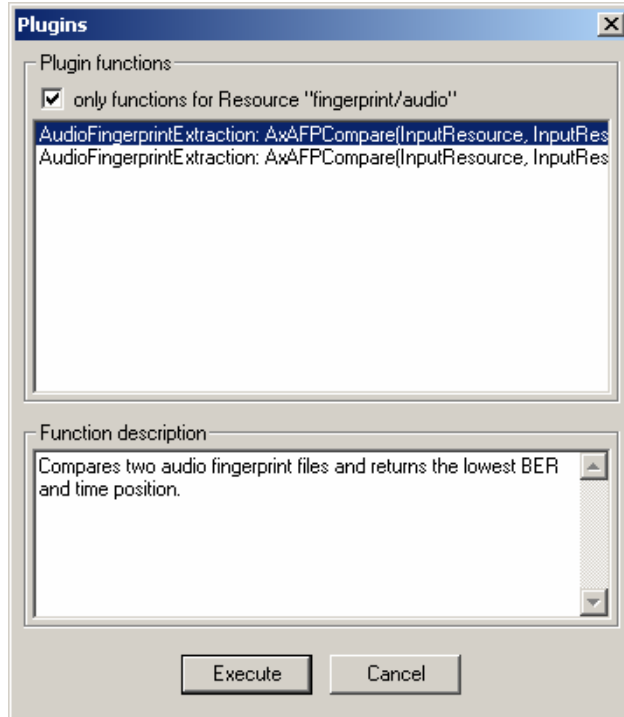 Plugins
Plugin functions
only functions for Resource "fingerprint/audio"
AudioFingerprintExtraction: AxAFPCompare(InputResource, InputRes
AudioFingerprintExtraction: AxAFPCompare(InputResource, InputRes
Function description
Compares two audio fingerprint files and returns the lowest BER
and time position.
Execute Cancel